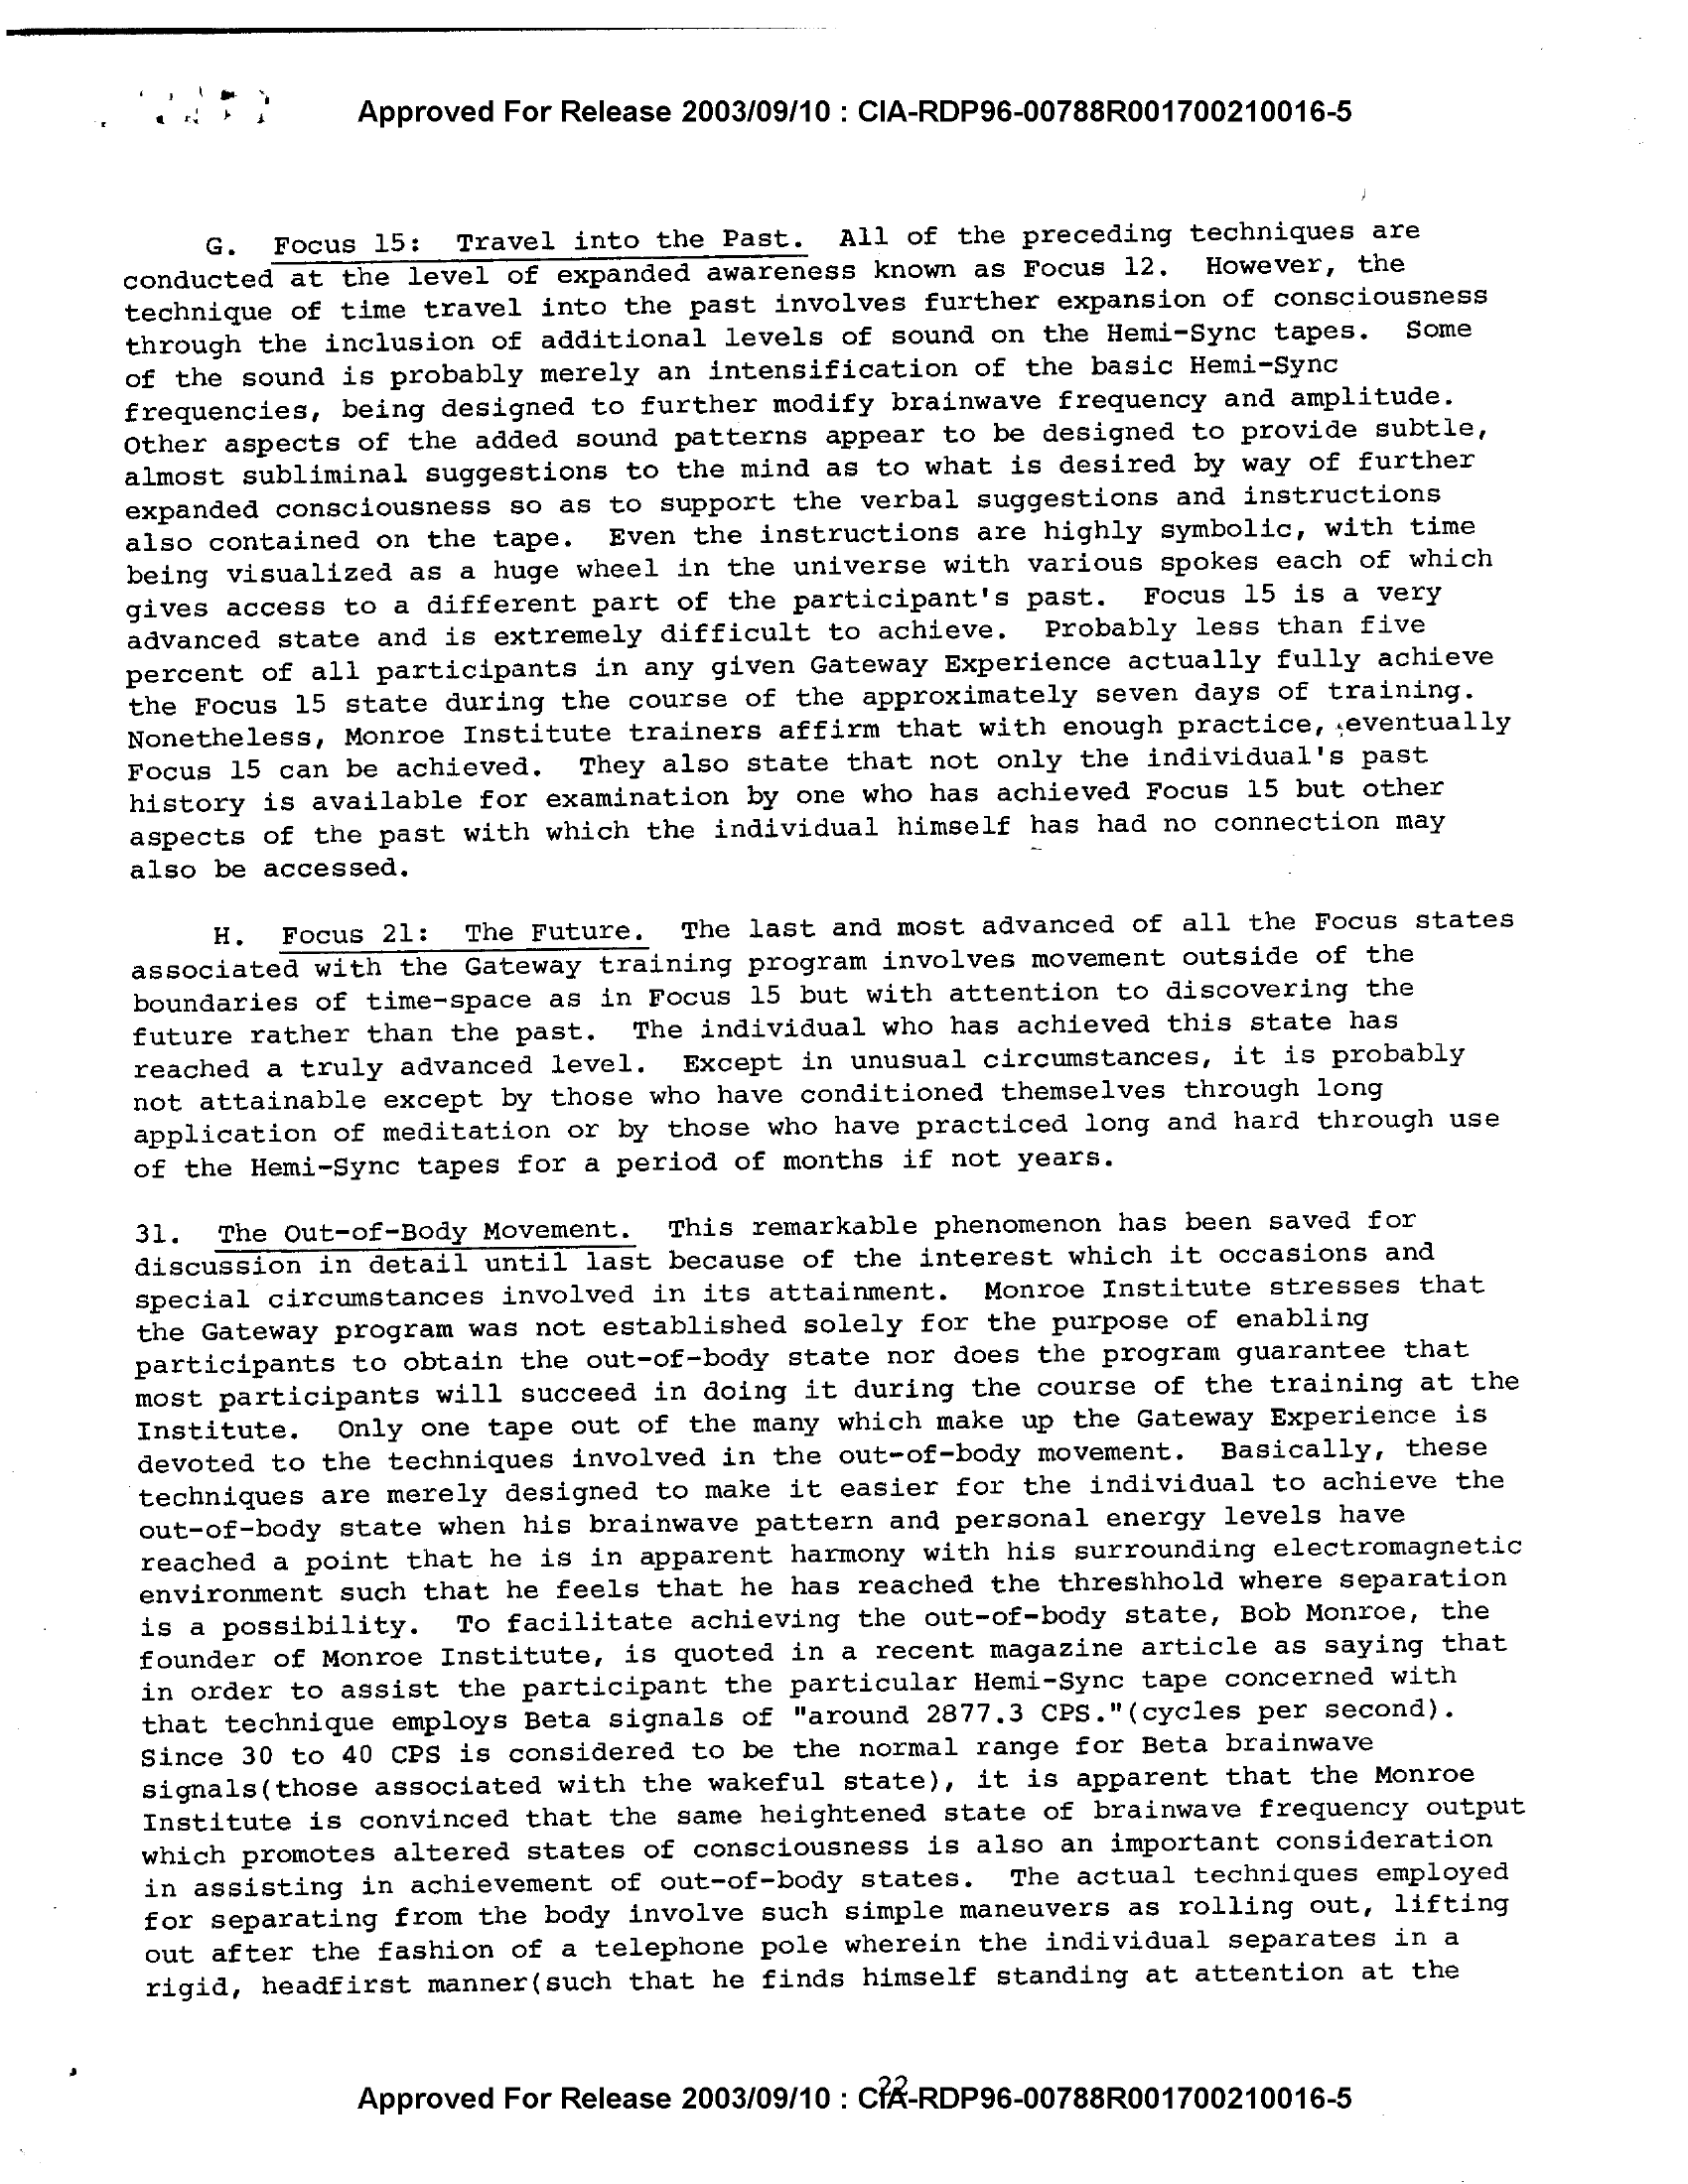 Approved For Release 2003/09/10 : CIA-RDP96-00788R001700210016-5
G. Focus 15: Travel into the Past. All of the preceding techniques are
conducted at the level of expanded awareness known as Focus 12. However, the
technique of time travel into the past involves further expansion of consciousness
through the inclusion of additional levels of sound on the Hemi-Sync tapes. Some
of the sound is probably merely an intensification of the basic Hemi-Sync
frequencies, being designed to further modify brainwave frequency and amplitude.
Other aspects of the added sound patterns appear to be designed to provide subtle,
almost subliminal suggestions to the mind as to what is desired by way of further
expanded consciousness so as to support the verbal suggestions and instructions
also contained on the tape. Even the instructions are highly symbolic, with time
being visualized as a huge wheel in the universe with various spokes each of which
gives access to a different part of the participant's past. Focus 15 is a very
advanced state and is extremely difficult to achieve. Probably less than five
percent of all participants in any given Gateway Experience actually fully achieve
the Focus 15 state during the course of the approximately seven days of training.
Nonetheless, Monroe Institute trainers affirm that with enough practice, eventually
Focus 15 can be achieved. They also state that not only the individual's past
history is available for examination by one who has achieved Focus 15 but other
aspects of the past with which the individual himself has had no connection may
also be accessed.
H. Focus 21: The Future. The last and most advanced of all the Focus states
associated with the Gateway training program involves movement outside of the
boundaries of time-space as in Focus 15 but with attention to discovering the
future rather than the past. The individual who has achieved this state has
reached a truly advanced level. Except in unusual circumstances, it is probably
not attainable except by those who have conditioned themselves through long
application of meditation or by those who have practiced long and hard through use
of the Hemi-Sync tapes for a period of months if not years.
31. The Out-of-Body Movement. This remarkable phenomenon has been saved for
discussion in detail until last because of the interest which it occasions and
special circumstances involved in its attainment. Monroe Institute stresses that
the Gateway program was not established solely for the purpose of enabling
participants to obtain the out-of-body state nor does the program guarantee that
most participants will succeed in doing it during the course of the training at the
Institute. Only one tape out of the many which make up the Gateway Experience is
devoted to the techniques involved in the out-of-body movement. Basically, these
techniques are merely designed to make it easier for the individual to achieve the
out-of-body state when his brainwave pattern and personal energy levels have
reached a point that he is in apparent harmony with his surrounding electromagnetic
environment such that he feels that he has reached the threshhold where separation
is a possibility. To facilitate achieving the out-of-body state, Bob Monroe, the
founder of Monroe Institute, is quoted in a recent magazine article as saying that
in order to assist the participant the particular Hemi-Sync tape concerned with
that technique employs Beta signals of "around 2877.3 CPS."(cycles per second).
Since 30 to 40 CPS is considered to be the normal range for Beta brainwave
signals(those associated with the wakeful state), it is apparent that the Monroe
Institute is convinced that the same heightened state of brainwave frequency output
which promotes altered states of consciousness is also an important consideration
in assisting in achievement of out-of-body states. The actual techniques employed
for separating from the body involve such simple maneuvers as rolling out, lifting
out after the fashion of a telephone pole wherein the individual separates in a
rigid, headfirst manner(such that he finds himself standing at attention at the
22
Approved For Release 2003/09/10 : CIA-RDP96-00788R001700210016-5